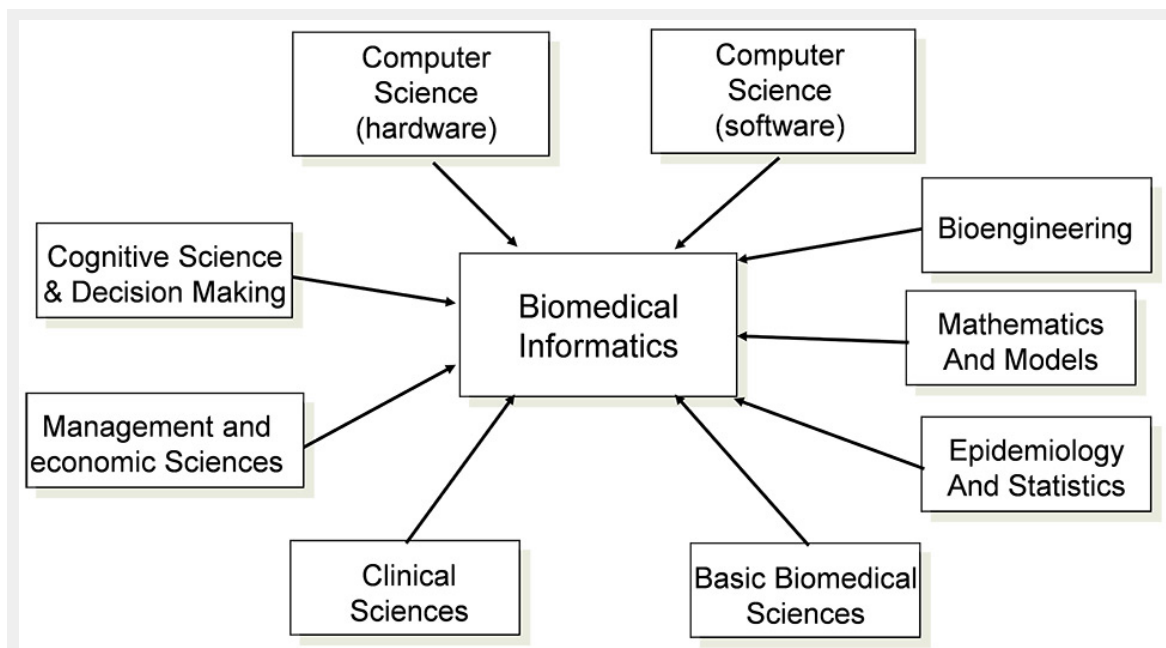 Computer
Science
(hardware)
Computer
Science
(software)
Bioengineering
Cognitive Science
& Decision Making
Biomedical
Informatics
Mathematics
And Models
Management and
economic Sciences
Epidemiology
And Statistics
Clinical
Sciences
Basic Biomedical
Sciences